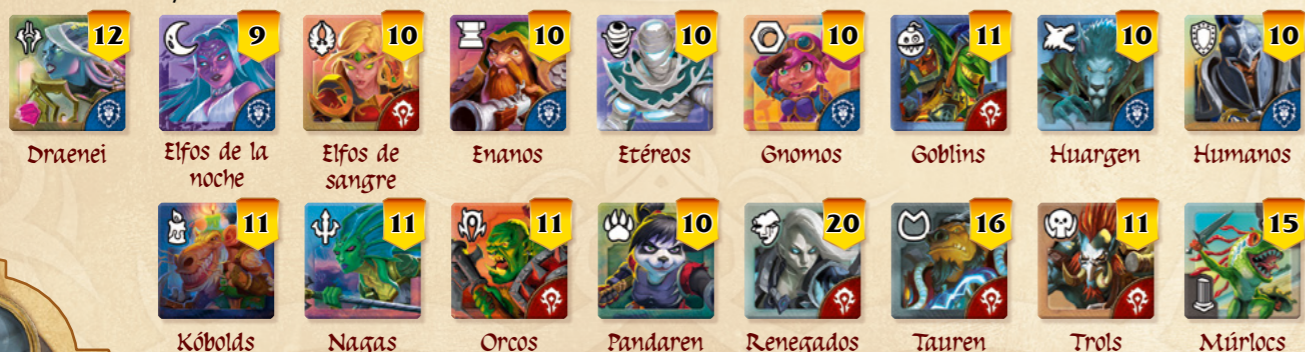 12 9 10 10 10 10 11 10 10
Draenei Elfos de la noche Elfos de sangre Enanos Etéreos Gnomos Goblins Huargen Humanos
11 11 11 10 20 16 11 15
Kóbolds Nagas Orcos Pandaren Renegados Tauren Trols Múrlocs